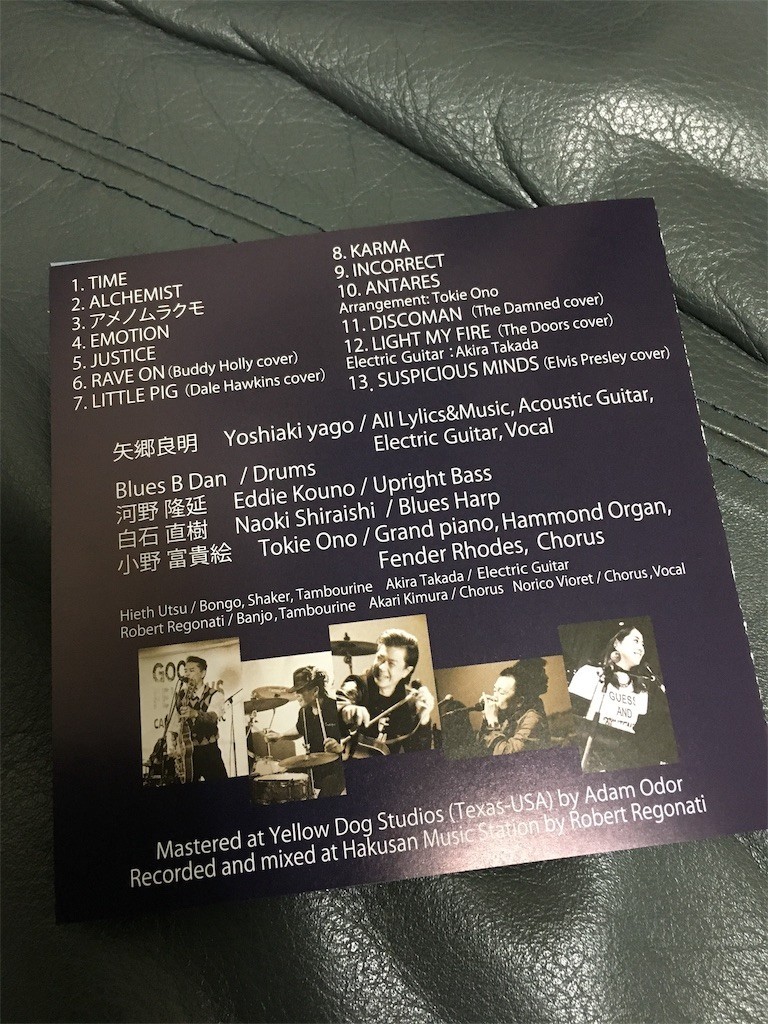 1. TIME
2. ALCHEMIST
3. アメノムラクモ
4. EMOTION
5. JUSTICE
6. RAVE ON (Buddy Holly cover)
7. LITTLE PIG (Dale Hawkins cover)
8. KARMA
9. INCORRECT
10. ANTARES
Arrangement: Tokie Ono
11. DISCOMAN (The Damned cover)
12. LIGHT MY FIRE (The Doors cover)
Electric Guitar : Akira Takada
13. SUSPICIOUS MINDS (Elvis Presley cover)
矢郷良明 Yoshiaki yago / All Lylics&Music, Acoustic Guitar,
Electric Guitar, Vocal
Blues B Dan / Drums
河野 隆延 Eddie Kouno / Upright Bass
白石 直樹 Naoki Shiraishi / Blues Harp
小野 富貴絵 Tokie Ono / Grand piano, Hammond Organ,
Fender Rhodes, Chorus
Hieth Utsu / Bongo, Shaker, Tambourine Akira Takada / Electric Guitar
Robert Regonati / Banjo, Tambourine Akari Kimura / Chorus Norico Vioret / Chorus, Vocal
GUESS
AND
Mastered at Yellow Dog Studios (Texas-USA) by Adam Odor
Recorded and mixed at Hakusan Music Station by Robert Regonati